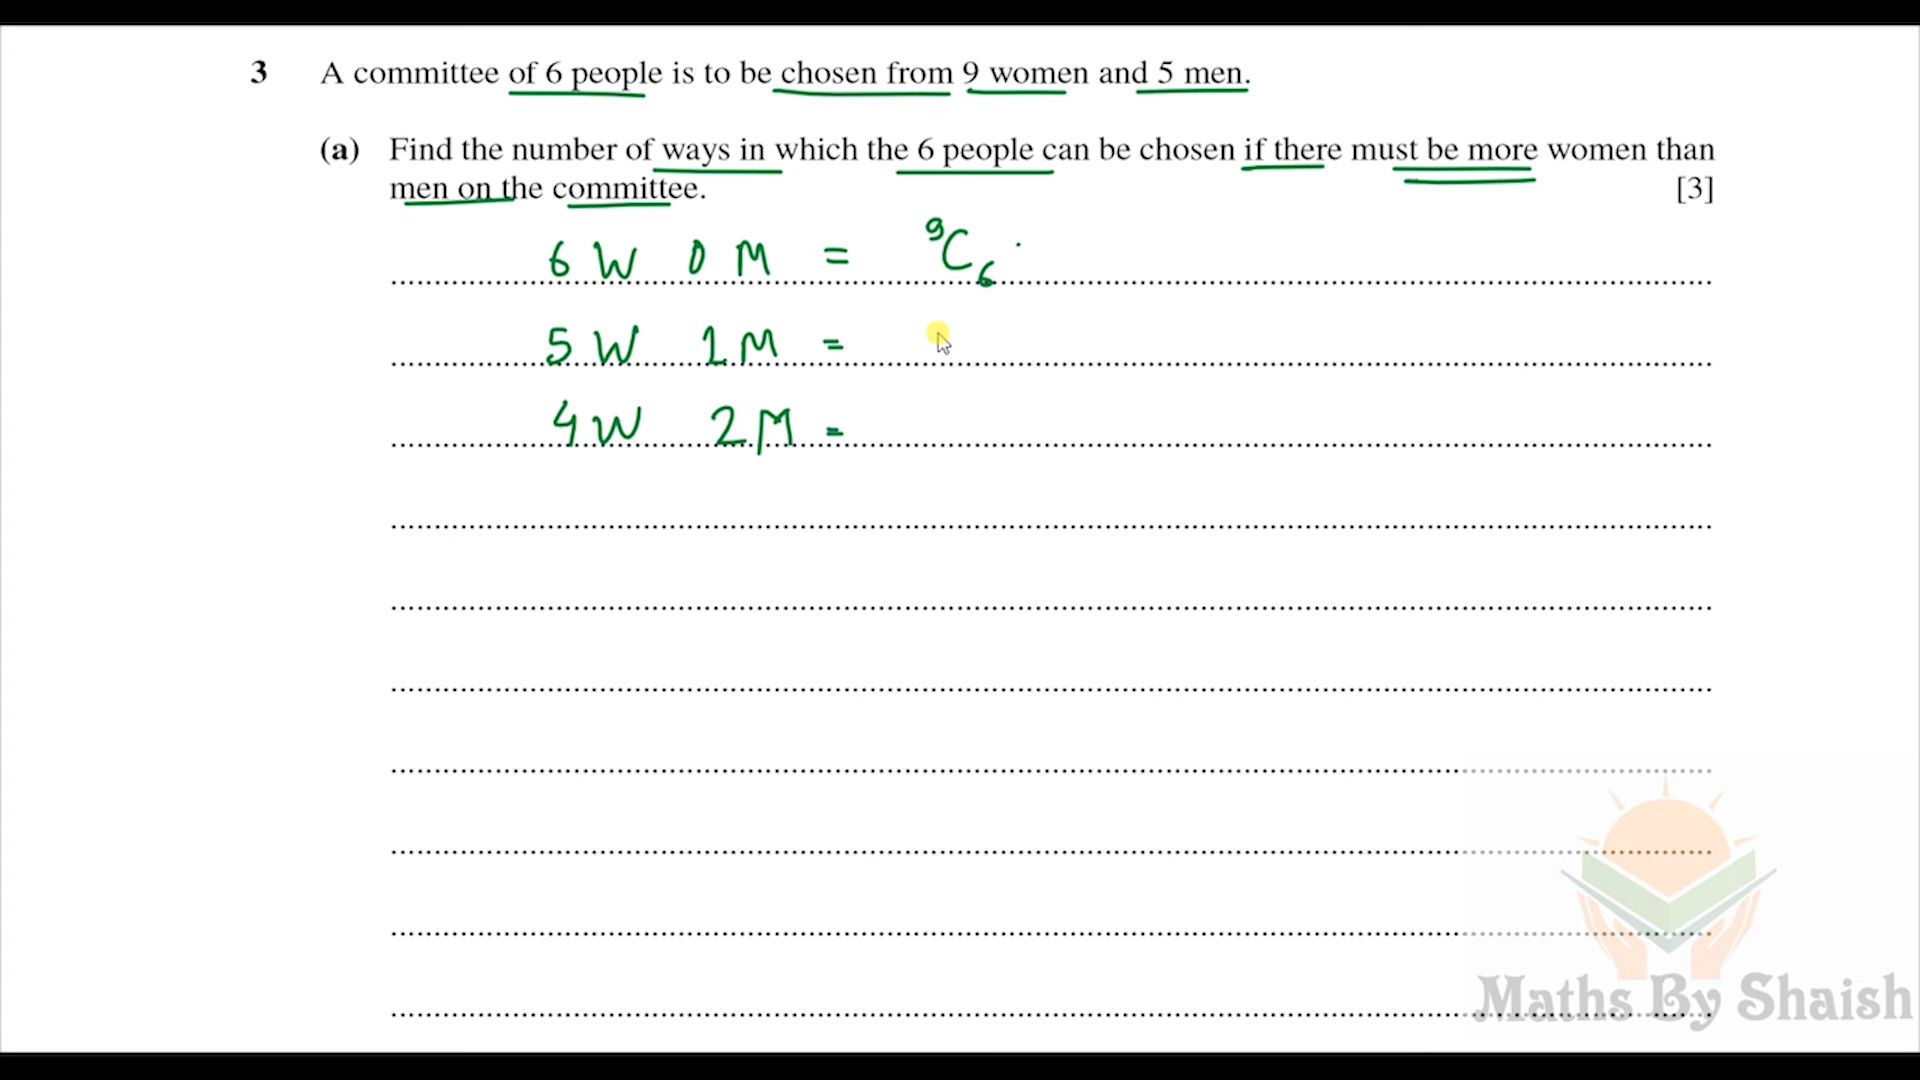 3 A committee of 6 people is to be chosen from 9 women and 5 men.
(a) Find the number of ways in which the 6 people can be chosen if there must be more women than
men on the committee. [3]
6 W 0 M = ⁹C₆
5 W 1 M =
4 W 2 M =
Maths By Shaish